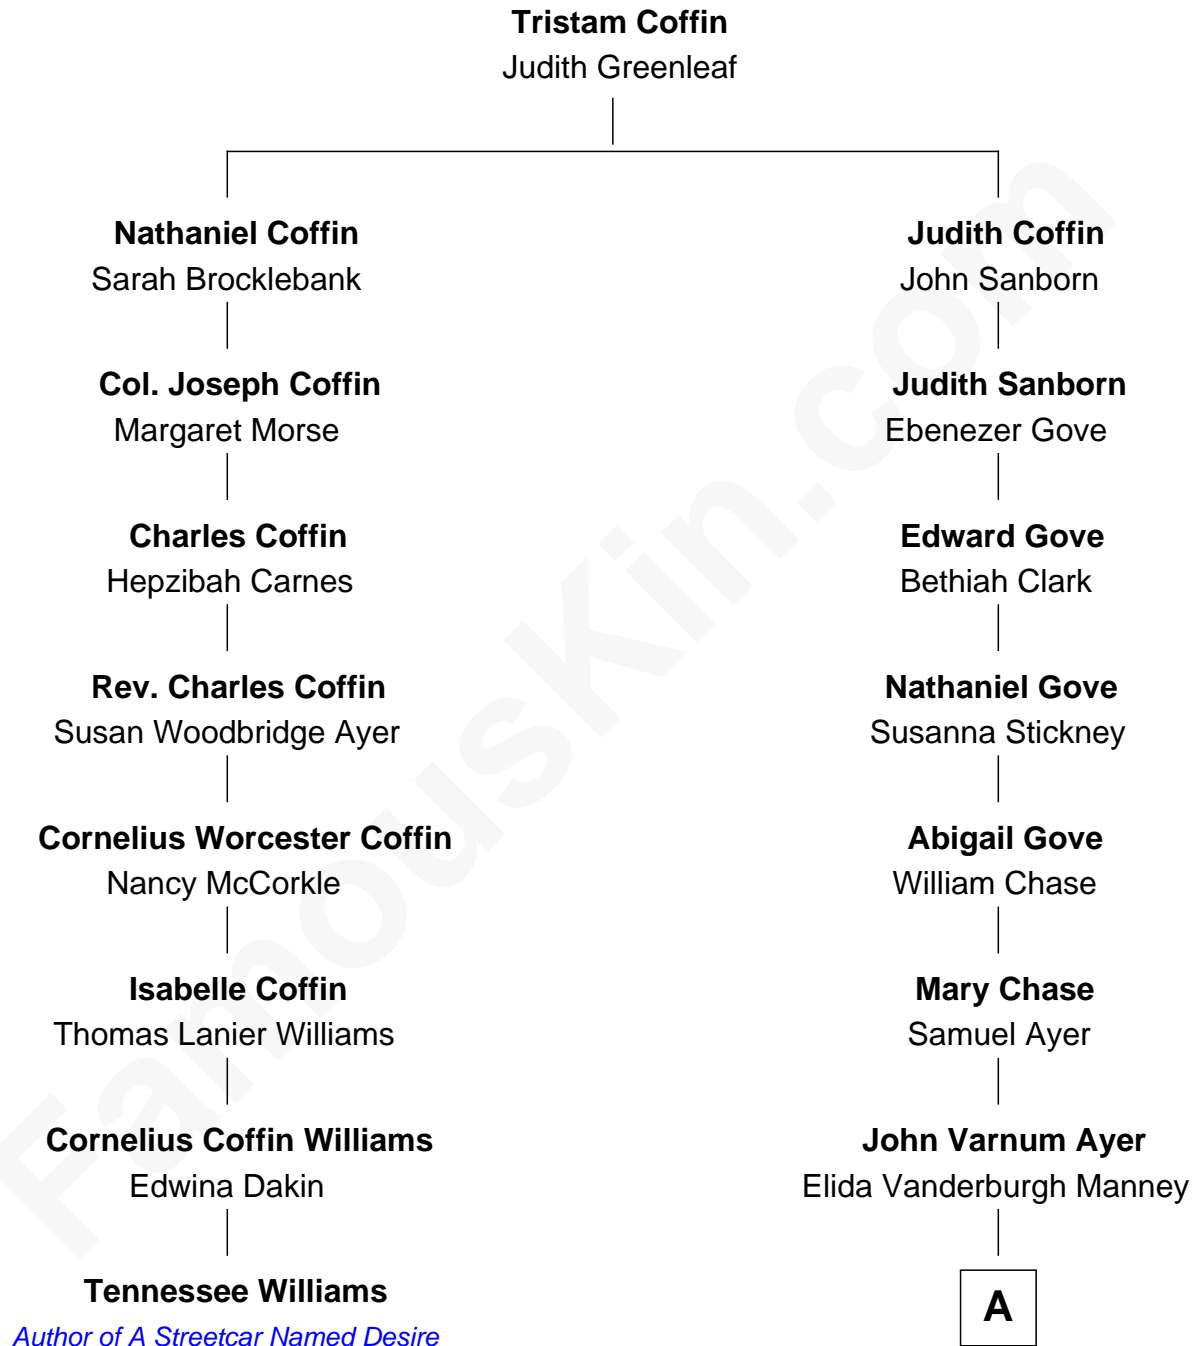 Tristam Coffin
Judith Greenleaf
Nathaniel Coffin
Sarah Brocklebank
Judith Coffin
John Sanborn
Col. Joseph Coffin
Margaret Morse
Judith Sanborn
Ebenezer Gove
Charles Coffin
Hepzibah Carnes
Edward Gove
Bethiah Clark
Rev. Charles Coffin
Susan Woodbridge Ayer
Nathaniel Gove
Susanna Stickney
Cornelius Worcester Coffin
Nancy McCorkle
Abigail Gove
William Chase
Isabelle Coffin
Thomas Lanier Williams
Mary Chase
Samuel Ayer
Cornelius Coffin Williams
Edwina Dakin
John Varnum Ayer
Elida Vanderburgh Manney
Tennessee Williams
Author of A Streetcar Named Desire
A
FamousKin.com